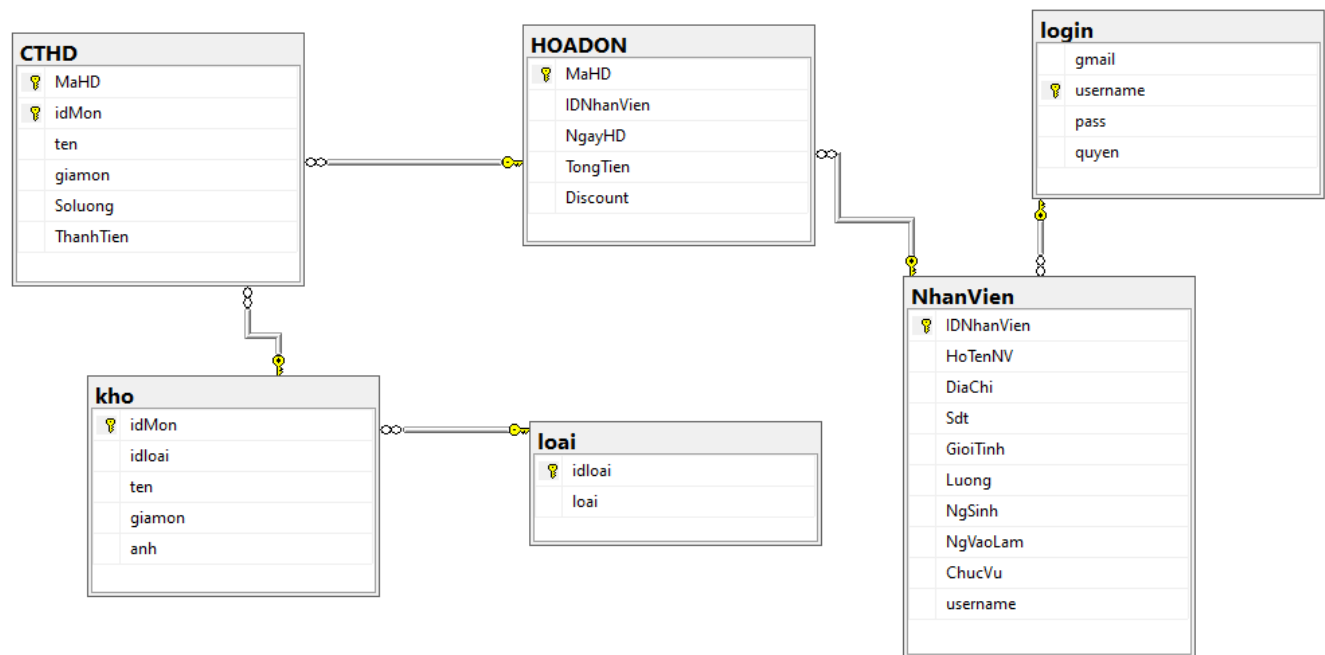 CTHD
MaHD
idMon
ten
giamon
Soluong
ThanhTien
HOADON
MaHD
IDNhanVien
NgayHD
TongTien
Discount
login
gmail
username
pass
quyen
NhanVien
IDNhanVien
HoTenNV
DiaChi
Sdt
GioiTinh
Luong
NgSinh
NgVaoLam
ChucVu
username
kho
idMon
idloai
ten
giamon
anh
loai
idloai
loai